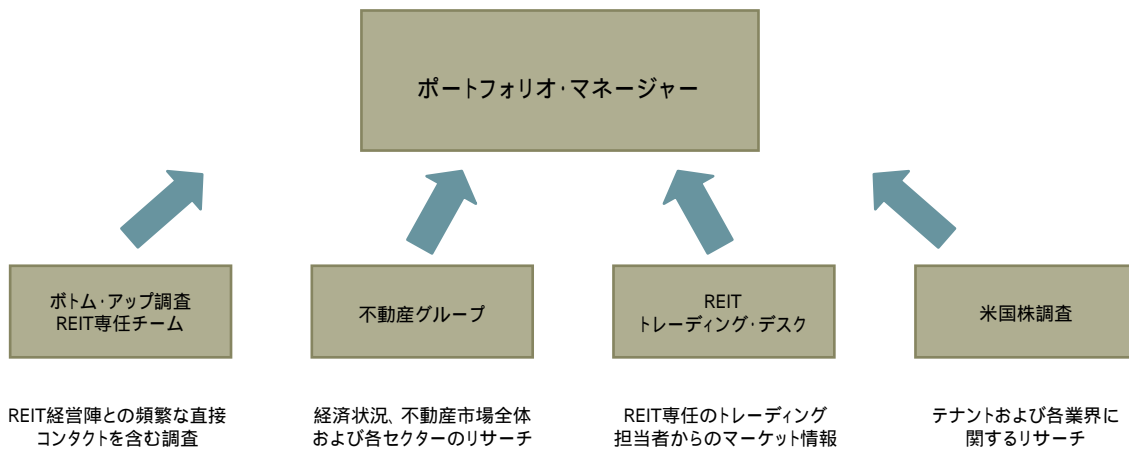 ポートフォリオ・マネージャー
ボトム・アップ調査
REIT専任チーム
不動産グループ
REIT
トレーディング・デスク
米国株調査
REIT経営陣との頻繁な直接
コンタクトを含む調査
経済状況、不動産市場全体
および各セクターのリサーチ
REIT専任のトレーディング
担当者からのマーケット情報
テナントおよび各業界に
関するリサーチ